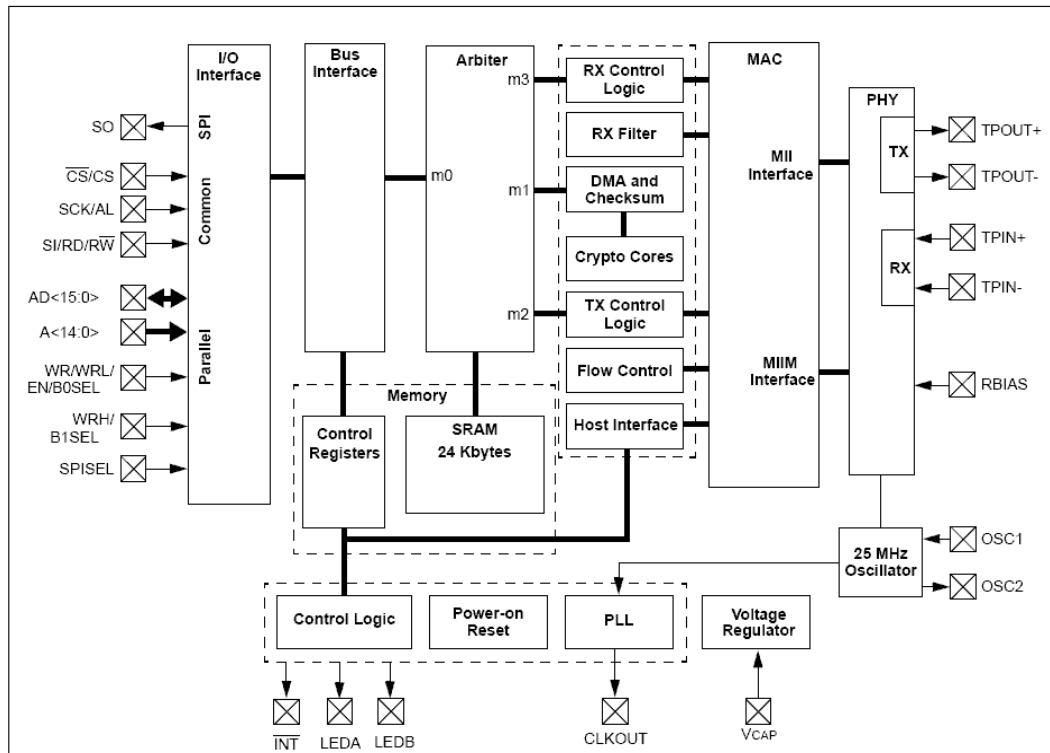 I/O
Interface
Bus
Interface
Arbiter
m3
RX Control
Logic
MAC
PHY
SO
SPI
RX Filter
TX
TPOUT+
TPOUT-
C̅S̅/CS
m0
m1
DMA and
Checksum
MII
Interface
SCK/AL
Common
SI/RD/RW̅
Crypto Cores
RX
TPIN+
TPIN-
AD<15:0>
A<14:0>
m2
TX Control
Logic
Parallel
WR/WRL/
EN/B0SEL
Flow Control
MIIM
Interface
RBIAS
Memory
WRH/
B1SEL
Control
Registers
SRAM
24 Kbytes
Host Interface
SPISEL
25 MHz
Oscillator
OSC1
OSC2
Control Logic
Power-on
Reset
PLL
Voltage
Regulator
I̅N̅T̅
LEDA
LEDB
CLKOUT
VCAP